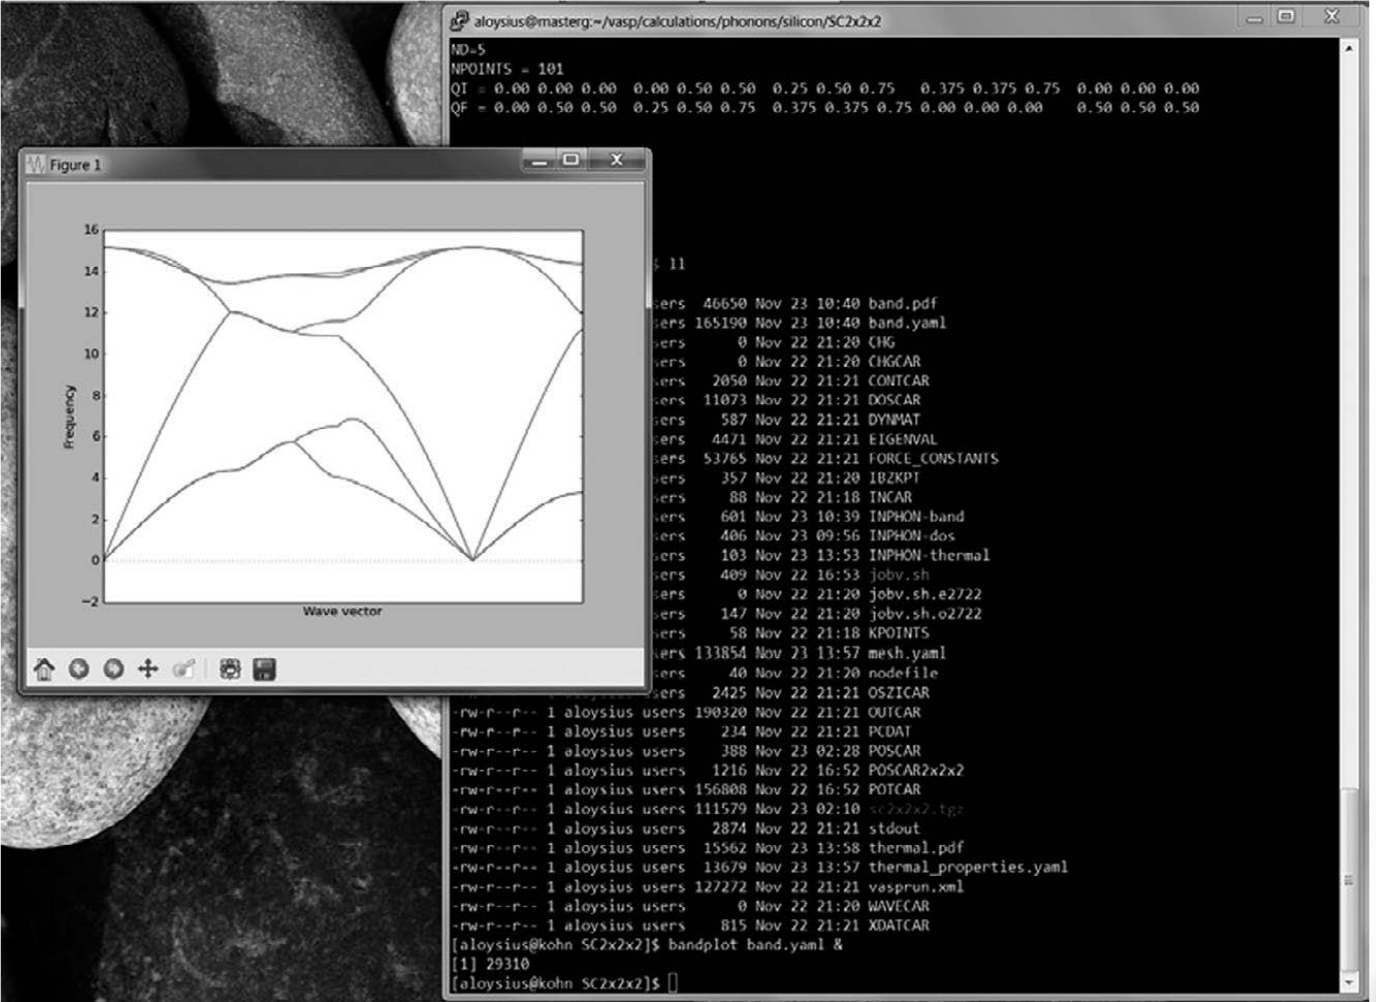 aloysius@masterg:~/vasp/calculations/phonons/silicon/SC2x2x2
ND=5
NPOINTS = 101
QI = 0.00 0.00 0.00 0.00 0.50 0.50 0.25 0.50 0.75 0.375 0.375 0.75 0.00 0.00 0.00
QF = 0.00 0.50 0.50 0.25 0.50 0.75 0.375 0.375 0.75 0.00 0.00 0.00 0.50 0.50 0.50
$ ll
sers 46650 Nov 23 10:40 band.pdf
sers 165190 Nov 23 10:40 band.yaml
sers 0 Nov 22 21:20 CHG
sers 0 Nov 22 21:20 CHGCAR
sers 2050 Nov 22 21:21 CONTCAR
sers 11073 Nov 22 21:21 DOSCAR
sers 587 Nov 22 21:21 DYNMAT
sers 4471 Nov 22 21:21 EIGENVAL
sers 53765 Nov 22 21:21 FORCE_CONSTANTS
sers 357 Nov 22 21:20 IBZKPT
sers 88 Nov 22 21:18 INCAR
sers 601 Nov 23 10:39 INPHON-band
sers 406 Nov 23 09:56 INPHON-dos
sers 103 Nov 23 13:53 INPHON-thermal
sers 409 Nov 22 16:53 jobv.sh
sers 0 Nov 22 21:20 jobv.sh.e2722
sers 147 Nov 22 21:20 jobv.sh.o2722
sers 58 Nov 22 21:18 KPOINTS
sers 133854 Nov 23 13:57 mesh.yaml
sers 40 Nov 22 21:20 nodefile
-rw-r--r-- 1 aloysius users 2425 Nov 22 21:21 OSZICAR
-rw-r--r-- 1 aloysius users 190320 Nov 22 21:21 OUTCAR
-rw-r--r-- 1 aloysius users 234 Nov 22 21:21 PCDAT
-rw-r--r-- 1 aloysius users 388 Nov 23 02:28 POSCAR
-rw-r--r-- 1 aloysius users 1216 Nov 22 16:52 POSCAR2x2x2
-rw-r--r-- 1 aloysius users 156808 Nov 22 16:52 POTCAR
-rw-r--r-- 1 aloysius users 111579 Nov 23 02:10 sc2x2x2.tgz
-rw-r--r-- 1 aloysius users 2874 Nov 22 21:21 stdout
-rw-r--r-- 1 aloysius users 15562 Nov 23 13:58 thermal.pdf
-rw-r--r-- 1 aloysius users 13679 Nov 23 13:57 thermal_properties.yaml
-rw-r--r-- 1 aloysius users 127272 Nov 22 21:21 vasprun.xml
-rw-r--r-- 1 aloysius users 0 Nov 22 21:20 WAVECAR
-rw-r--r-- 1 aloysius users 815 Nov 22 21:21 XDATCAR
[aloysius@kohn SC2x2x2]$ bandplot band.yaml &
[1] 29310
[aloysius@kohn SC2x2x2]$
Figure 1
16
14
12
10
8
6
4
2
0
−2
Frequency
Wave vector